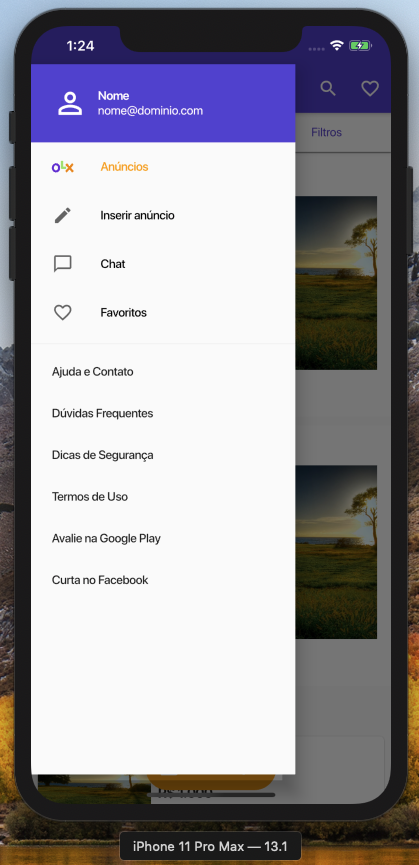 1:24
Nome
nome@dominio.com
Filtros
olx
Anúncios
Inserir anúncio
Chat
Favoritos
Ajuda e Contato
Dúvidas Frequentes
Dicas de Segurança
Termos de Uso
Avalie na Google Play
Curta no Facebook
iPhone 11 Pro Max — 13.1